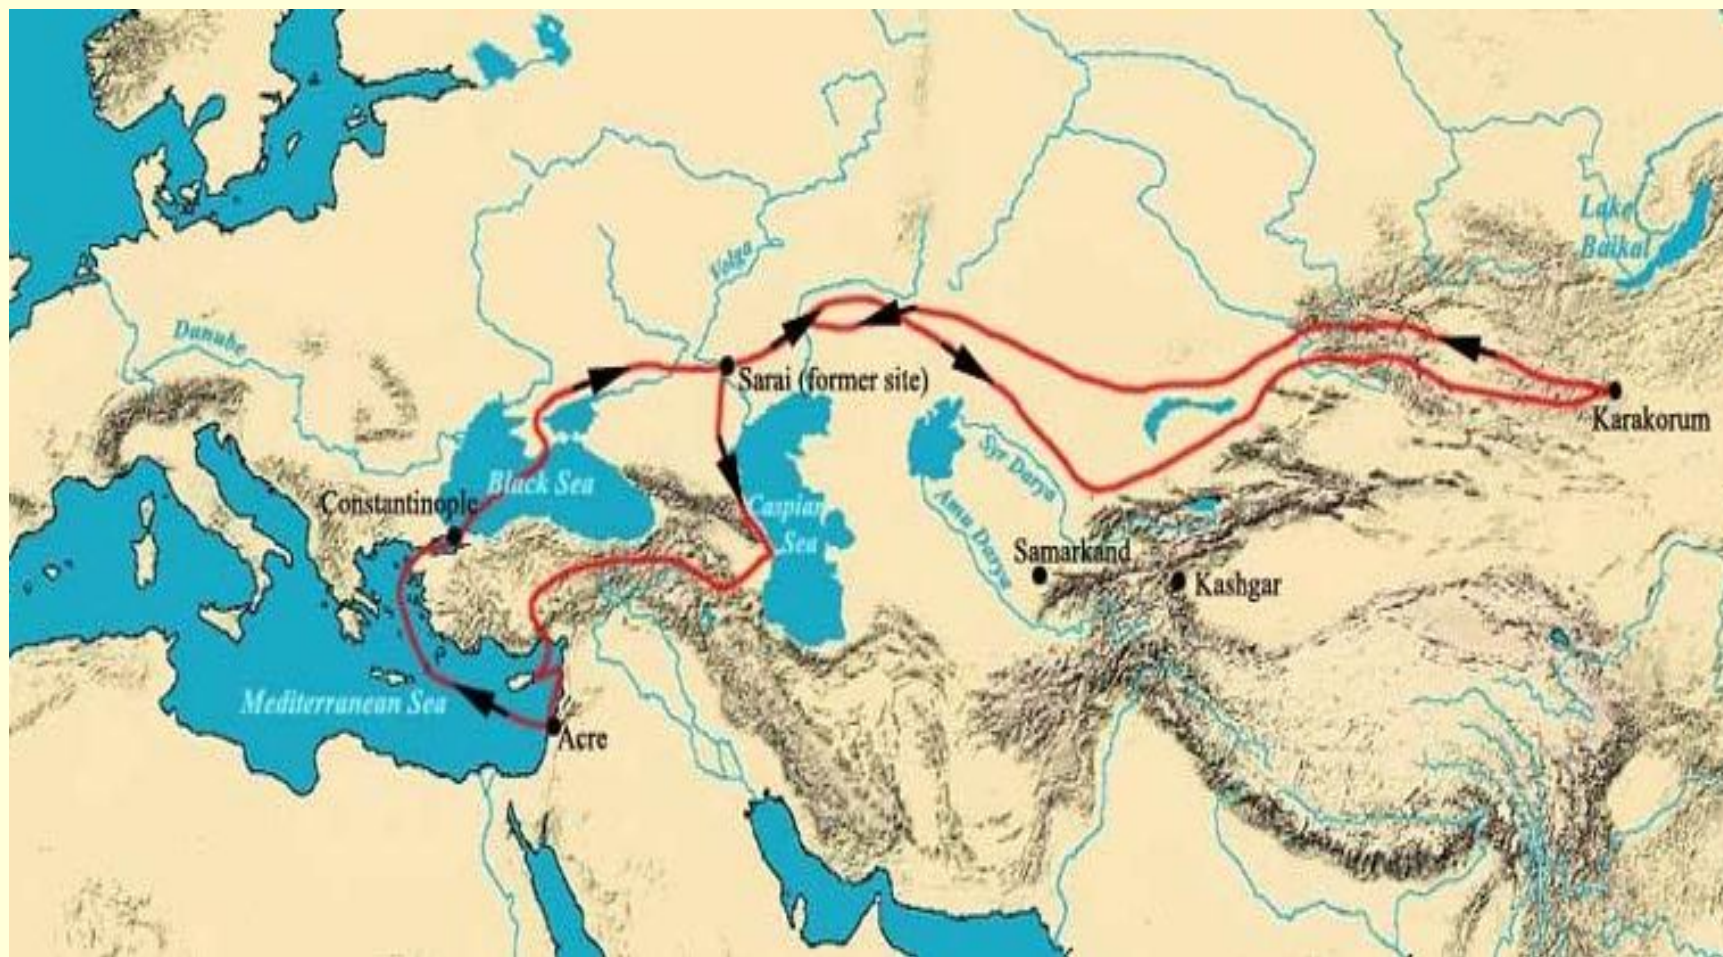 Lake
Baikal
Volga
Danube
Sarai (former site)
Karakorum
Syr Darya
Black Sea
Constantinople
Caspian
Sea
Amu Darya
Samarkand
Kashgar
Mediterranean Sea
Acre